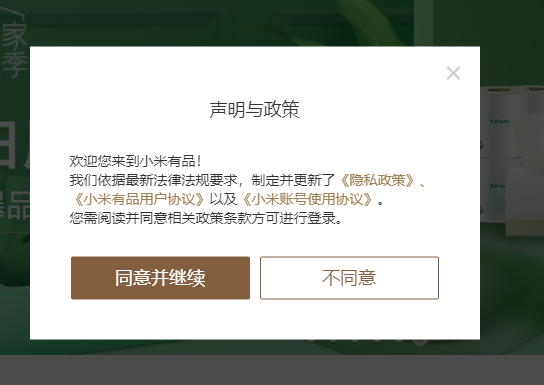 家
季
声明与政策
欢迎您来到小米有品！
我们依据最新法律法规要求，制定并更新了《隐私政策》、
《小米有品用户协议》以及《小米账号使用协议》。
您需阅读并同意相关政策条款方可进行登录。
同意并继续
不同意